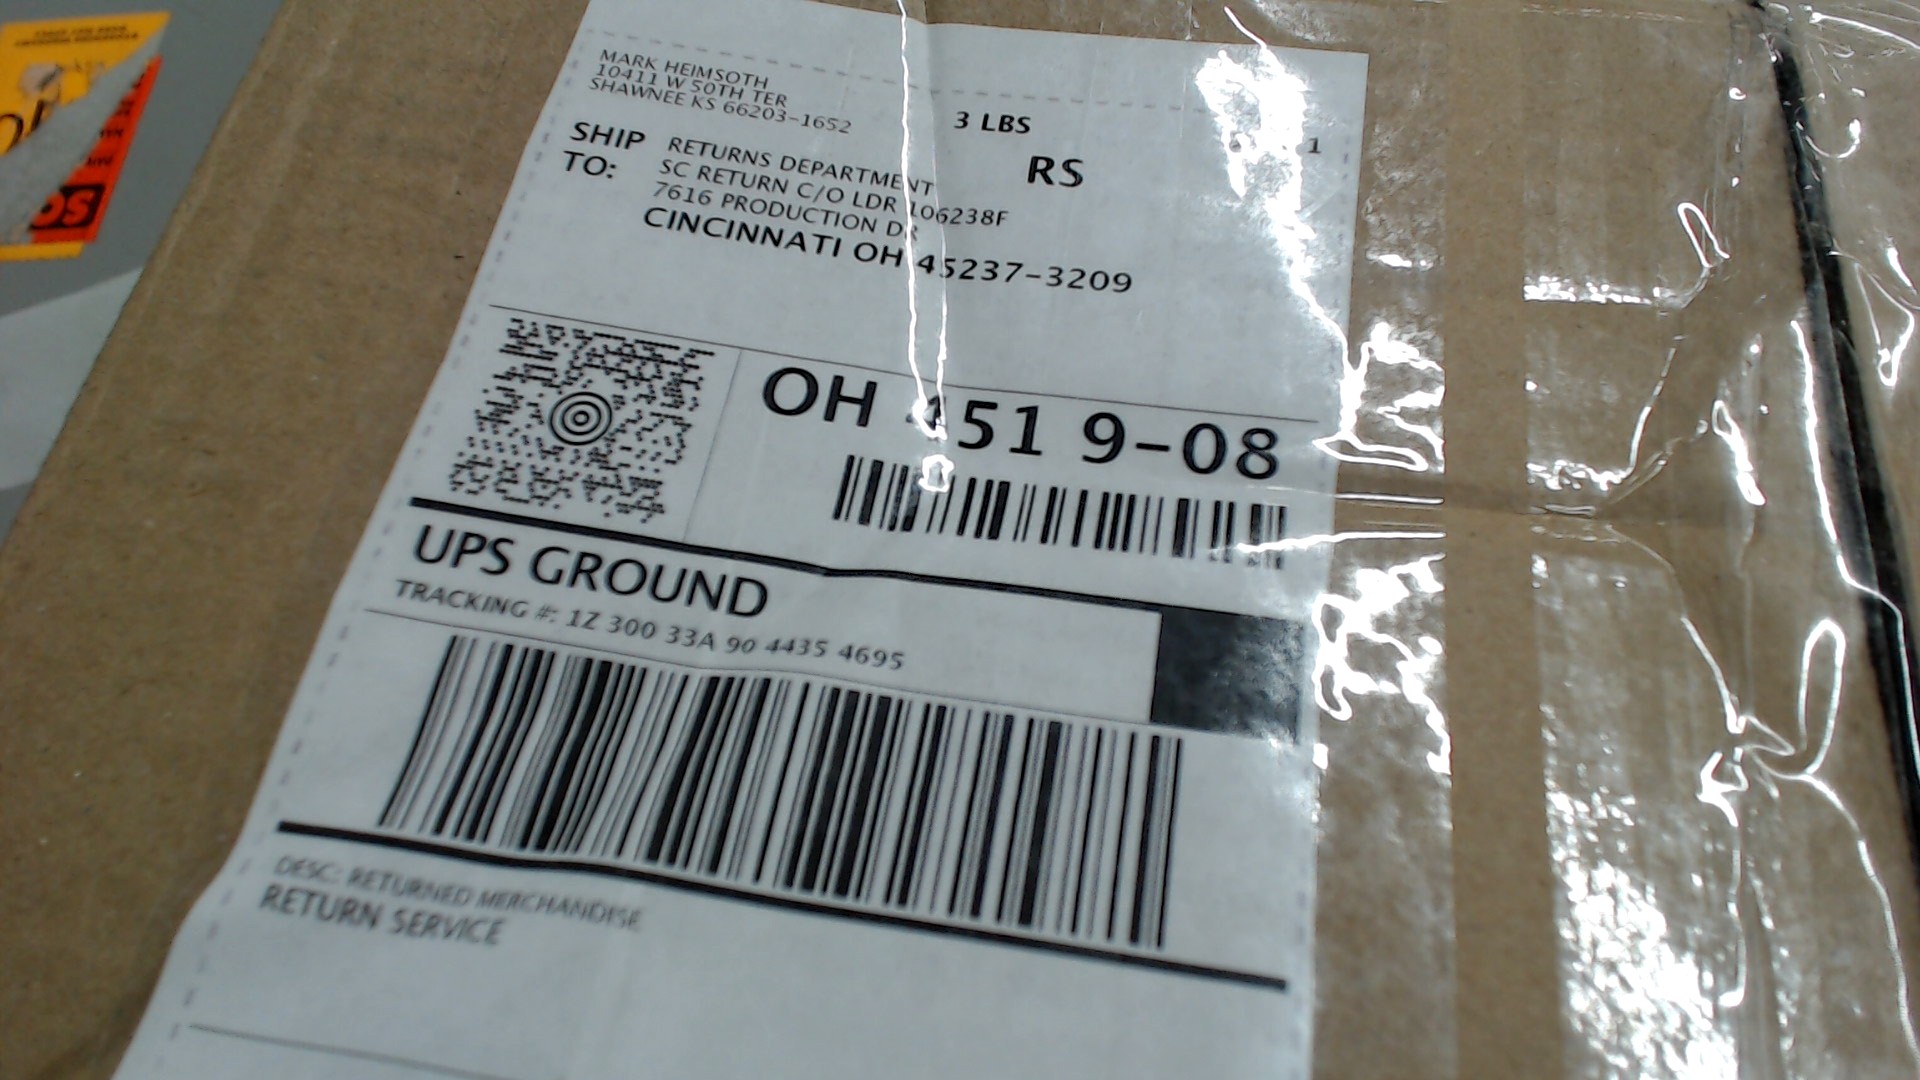 MARK HEIMSOTH
10411 W 50TH TER
SHAWNEE KS 66203-1652
3 LBS
1
RS
SHIP TO:
RETURNS DEPARTMENT
SC RETURN C/O LDR 106238F
7616 PRODUCTION DR
CINCINNATI OH 45237-3209
OH 451 9-08
UPS GROUND
TRACKING #: 1Z 300 33A 90 4435 4695
DESC: RETURNED MERCHANDISE
RETURN SERVICE